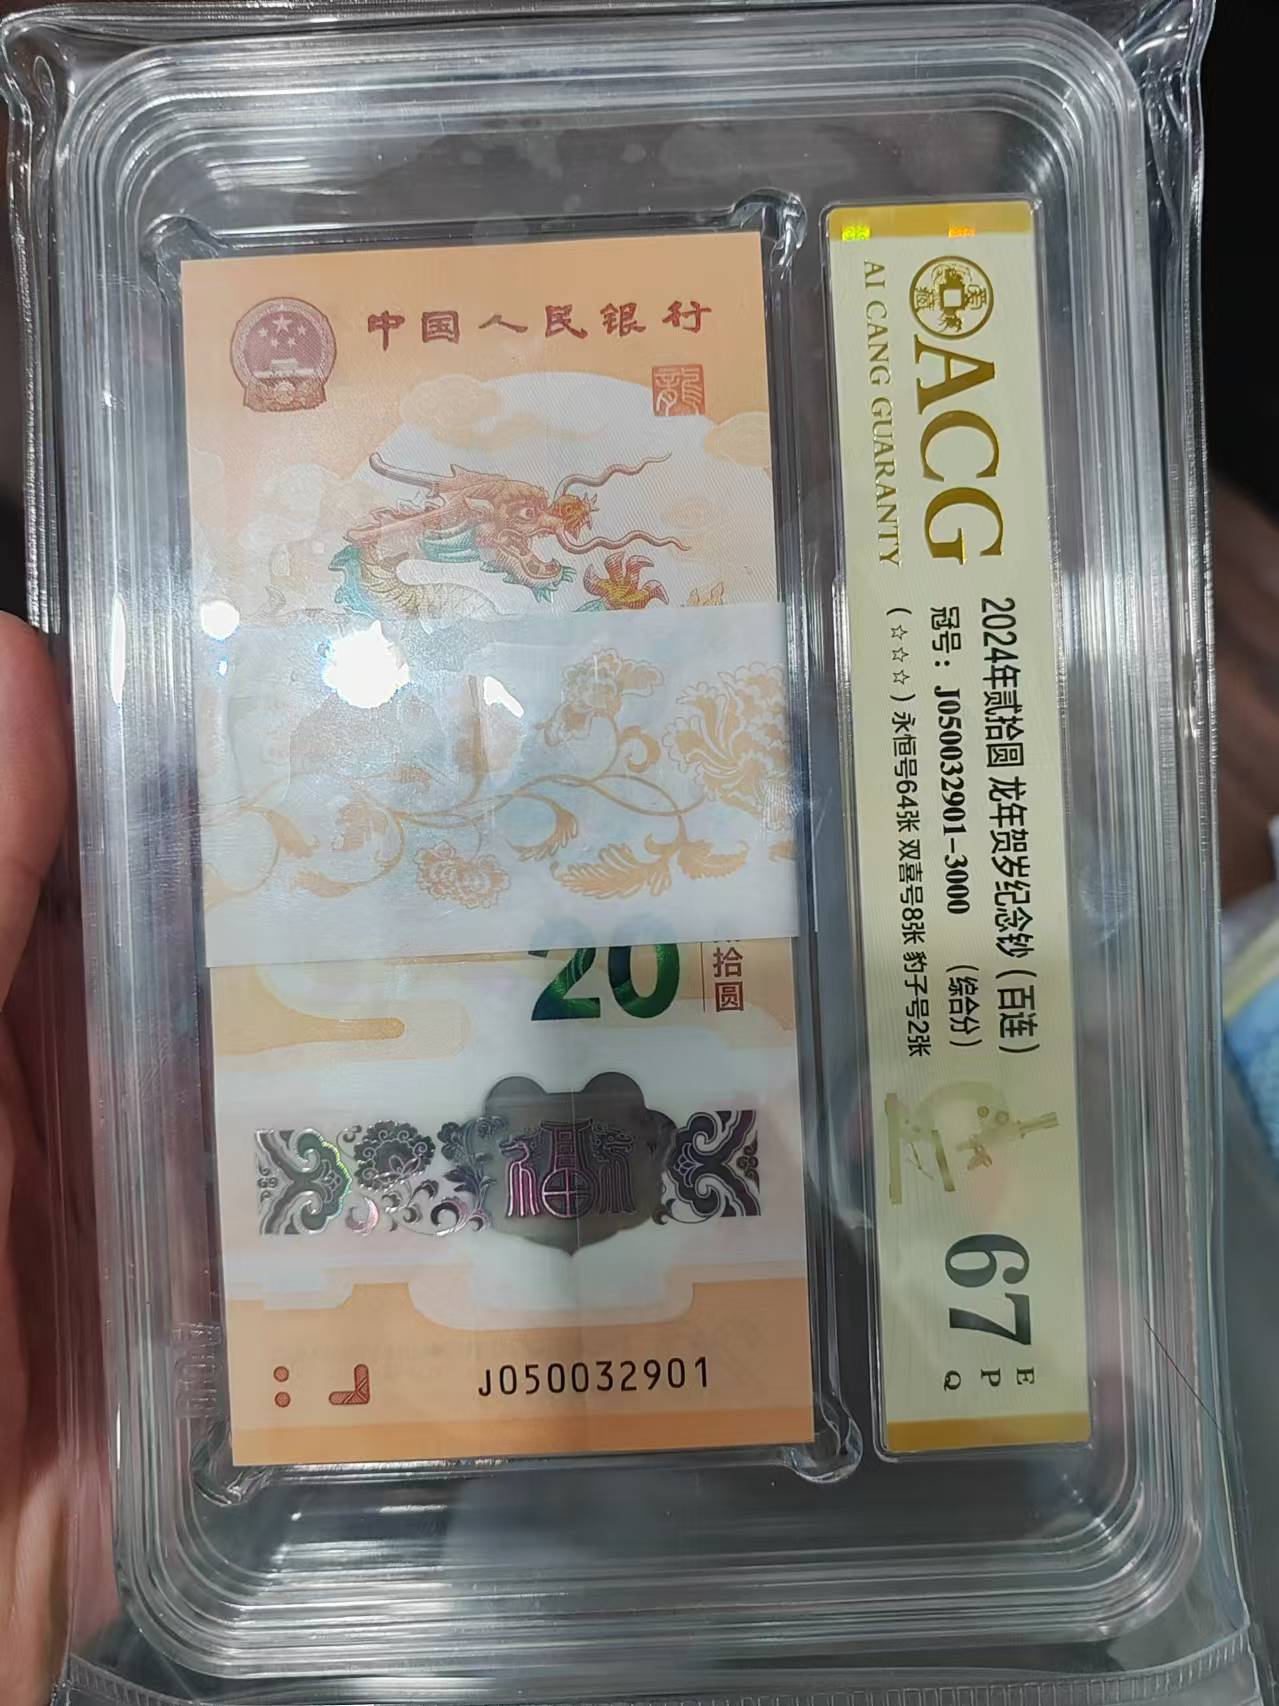 中国人民银行
龍
20
拾圆
福
J050032901
ACG
AI CANG GUARANTY
2024年贰拾圆 龙年贺岁纪念钞（百连）
冠号：J050032901-3000 （综合分）
（☆☆☆）永恒号64张 双喜号8张 豹子号2张
67
E
P
Q